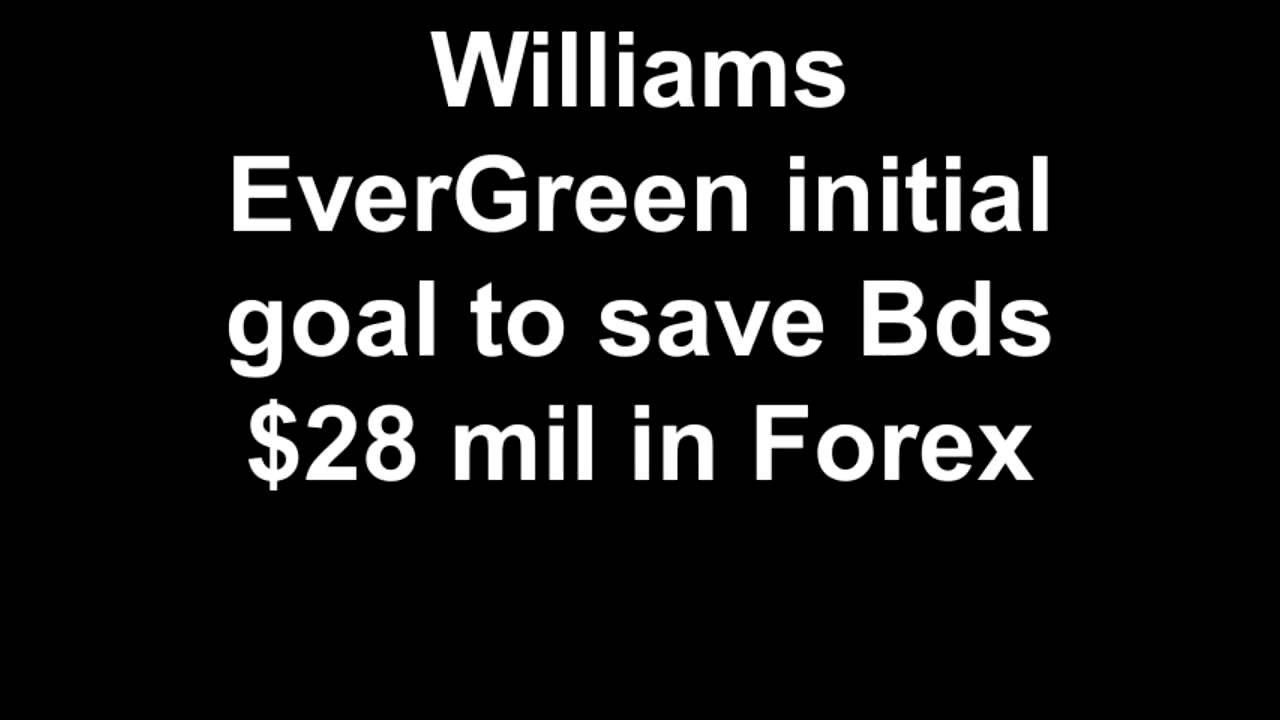 Williams
EverGreen initial
goal to save Bds
$28 mil in Forex